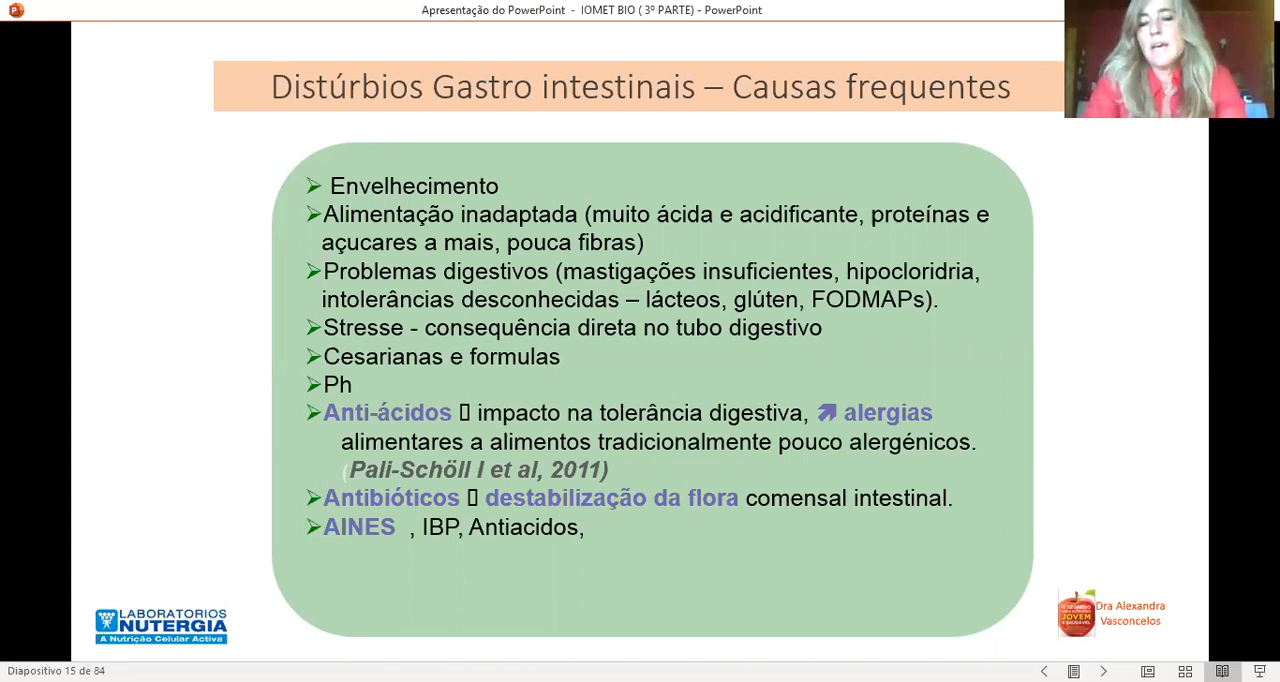 Apresentação do PowerPoint - IOMET BIO ( 3º PARTE) - PowerPoint
Distúrbios Gastro intestinais – Causas frequentes
➢ Envelhecimento
➢Alimentação inadaptada (muito ácida e acidificante, proteínas e
açucares a mais, pouca fibras)
➢Problemas digestivos (mastigações insuficientes, hipocloridria,
intolerâncias desconhecidas – lácteos, glúten, FODMAPs).
➢Stresse - consequência direta no tubo digestivo
➢Cesarianas e formulas
➢Ph
➢Anti-ácidos ▯ impacto na tolerância digestiva, ↗ alergias
alimentares a alimentos tradicionalmente pouco alergénicos.
(Pali-Schöll I et al, 2011)
➢Antibióticos ▯ destabilização da flora comensal intestinal.
➢AINES , IBP, Antiacidos,
LABORATORIOS
NUTERGIA
A Nutrição Celular Activa
O SEGREDO
JOVEM
E SAUDÁVEL
Dra Alexandra
Vasconcelos
Diapositivo 15 de 84